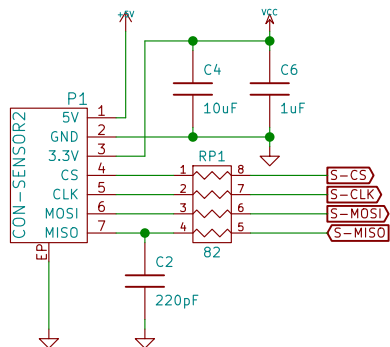 +5V
VCC
C4
10uF
C6
1uF
P1
CON-SENSOR2
5V 1
GND 2
3.3V 3
CS 4
CLK 5
MOSI 6
MISO 7
EP
RP1
1 8
2 7
3 6
4 5
82
S-CS
S-CLK
S-MOSI
S-MISO
C2
220pF